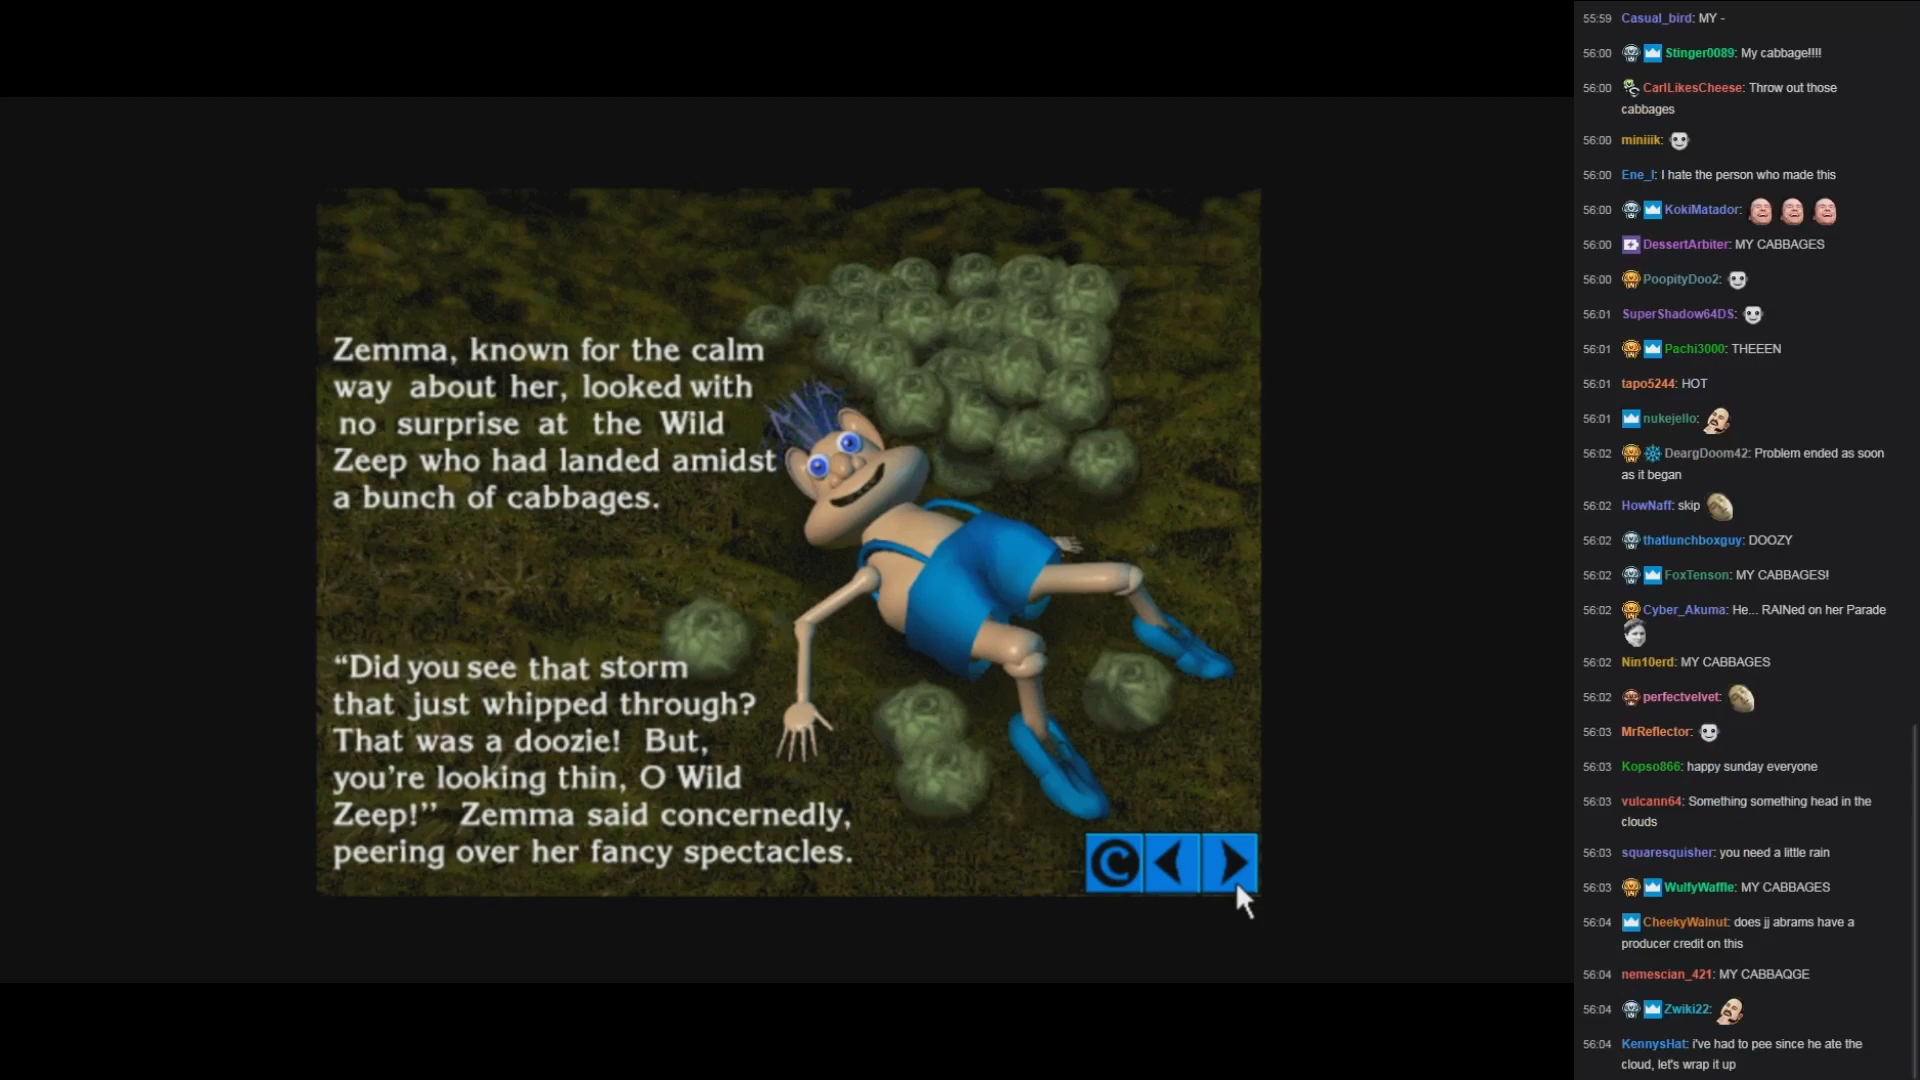 Zemma, known for the calm
way about her, looked with
no surprise at the Wild
Zeep who had landed amidst
a bunch of cabbages.
“Did you see that storm
that just whipped through?
That was a doozie! But,
you’re looking thin, O Wild
Zeep!” Zemma said concernedly,
peering over her fancy spectacles.
C
55:59 Casual_bird: MY -
56:00 Stinger0089: My cabbage!!!!
56:00 CarlLikesCheese: Throw out those
cabbages
56:00 miniiik:
56:00 Ene_l: I hate the person who made this
56:00 KokiMatador:
56:00 DessertArbiter: MY CABBAGES
56:00 PoopityDoo2:
56:01 SuperShadow64DS:
56:01 Pachi3000: THEEEN
56:01 tapo5244: HOT
56:01 nukejello:
56:02 DeargDoom42: Problem ended as soon
as it began
56:02 HowNaff: skip
56:02 thatlunchboxguy: DOOZY
56:02 FoxTenson: MY CABBAGES!
56:02 Cyber_Akuma: He... RAINed on her Parade
56:02 Nin10erd: MY CABBAGES
56:02 perfectvelvet:
56:03 MrReflector:
56:03 Kopso866: happy sunday everyone
56:03 vulcann64: Something something head in the
clouds
56:03 squaresquisher: you need a little rain
56:03 WulfyWaffle: MY CABBAGES
56:04 CheekyWalnut: does jj abrams have a
producer credit on this
56:04 nemescian_421: MY CABBAQGE
56:04 Zwiki22:
56:04 KennysHat: i've had to pee since he ate the
cloud, let's wrap it up